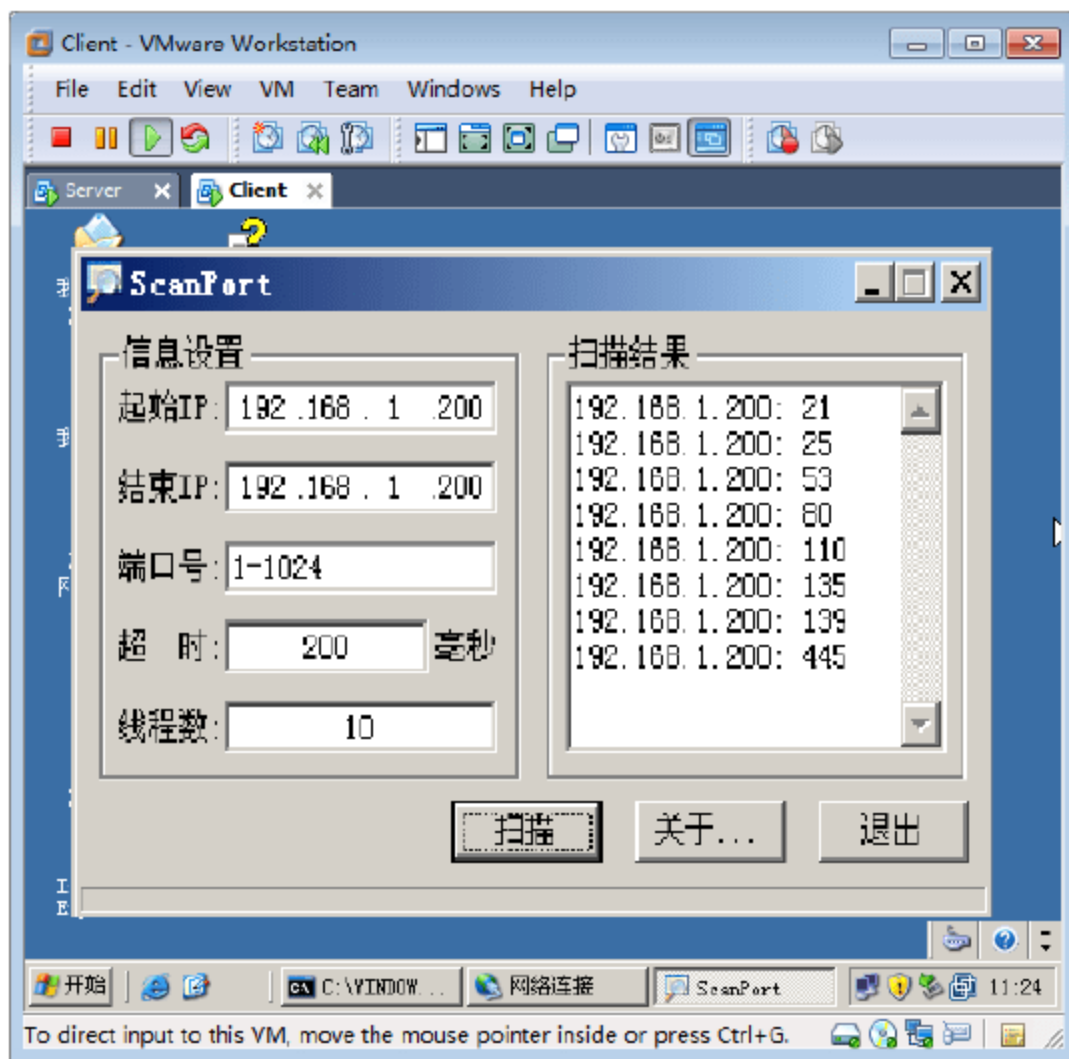 Client - VMware Workstation
File Edit View VM Team Windows Help
Server Client
ScanPort
信息设置
起始IP: 192 .168 . 1 .200
结束IP: 192 .168 . 1 .200
端口号: 1-1024
超 时: 200 毫秒
线程数: 10
扫描结果
192.168.1.200: 21
192.168.1.200: 25
192.168.1.200: 53
192.168.1.200: 80
192.168.1.200: 110
192.168.1.200: 135
192.168.1.200: 139
192.168.1.200: 445
扫描 关于... 退出
开始 C:\WINDOW... 网络连接 ScanPort 11:24
To direct input to this VM, move the mouse pointer inside or press Ctrl+G.